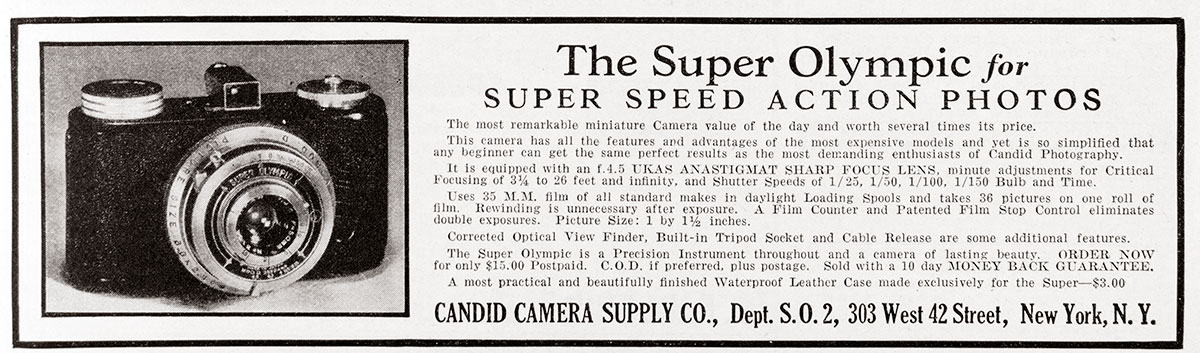 SUPER OLYMPIC
The Super Olympic for
SUPER SPEED ACTION PHOTOS
The most remarkable miniature Camera value of the day and worth several times its price.
This camera has all the features and advantages of the most expensive models and yet is so simplified that
any beginner can get the same perfect results as the most demanding enthusiasts of Candid Photography.
It is equipped with an f.4.5 UKAS ANASTIGMAT SHARP FOCUS LENS, minute adjustments for Critical
Focusing of 3¼ to 26 feet and infinity, and Shutter Speeds of 1/25, 1/50, 1/100, 1/150 Bulb and Time.
Uses 35 M.M. film of all standard makes in daylight Loading Spools and takes 36 pictures on one roll of
film. Rewinding is unnecessary after exposure. A Film Counter and Patented Film Stop Control eliminates
double exposures. Picture Size: 1 by 1½ inches.
Corrected Optical View Finder, Built-in Tripod Socket and Cable Release are some additional features.
The Super Olympic is a Precision Instrument throughout and a camera of lasting beauty. ORDER NOW
for only $15.00 Postpaid. C.O.D. if preferred, plus postage. Sold with a 10 day MONEY BACK GUARANTEE.
A most practical and beautifully finished Waterproof Leather Case made exclusively for the Super—$3.00
CANDID CAMERA SUPPLY CO., Dept. S.O. 2, 303 West 42 Street, New York, N. Y.